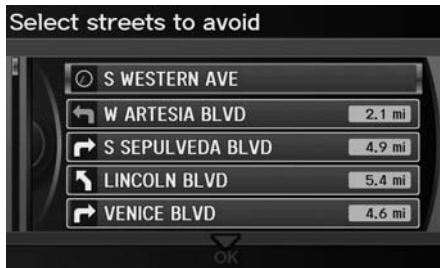 Select streets to avoid
S WESTERN AVE
W ARTESIA BLVD 2.1 mi
S SEPULVEDA BLVD 4.9 mi
LINCOLN BLVD 5.4 mi
VENICE BLVD 4.6 mi
OK